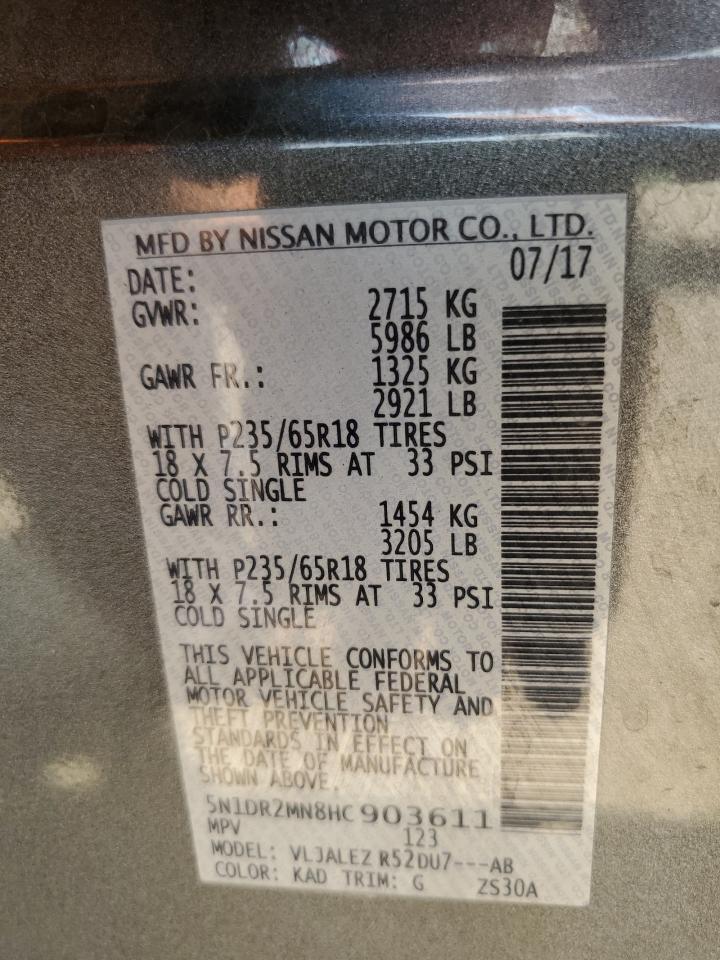 MFD BY NISSAN MOTOR CO., LTD.
DATE: 07/17
GVWR: 2715 KG
5986 LB
GAWR FR.: 1325 KG
2921 LB
WITH P235/65R18 TIRES
18 X 7.5 RIMS AT 33 PSI
COLD SINGLE
GAWR RR.: 1454 KG
3205 LB
WITH P235/65R18 TIRES
18 X 7.5 RIMS AT 33 PSI
COLD SINGLE
THIS VEHICLE CONFORMS TO
ALL APPLICABLE FEDERAL
MOTOR VEHICLE SAFETY AND
THEFT PREVENTION
STANDARDS IN EFFECT ON
THE DATE OF MANUFACTURE
SHOWN ABOVE.
5N1DR2MN8HC903611
MPV 123
MODEL: VLJALEZ R52DU7---AB
COLOR: KAD TRIM: G ZS30A